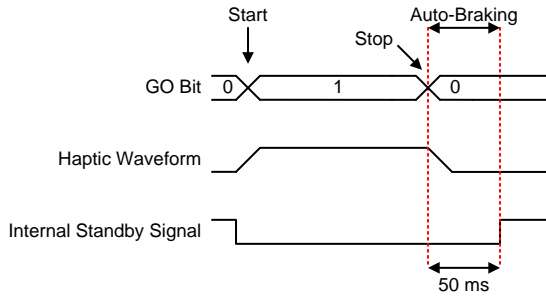 Start
Auto-Braking
Stop
GO Bit
0
1
0
Haptic Waveform
Internal Standby Signal
50 ms